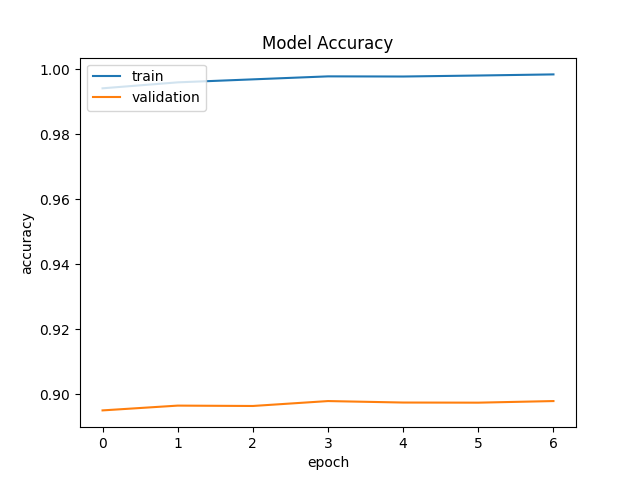 Model Accuracy
train
validation
1.00
0.98
0.96
0.94
0.92
0.90
accuracy
0 1 2 3 4 5 6
epoch